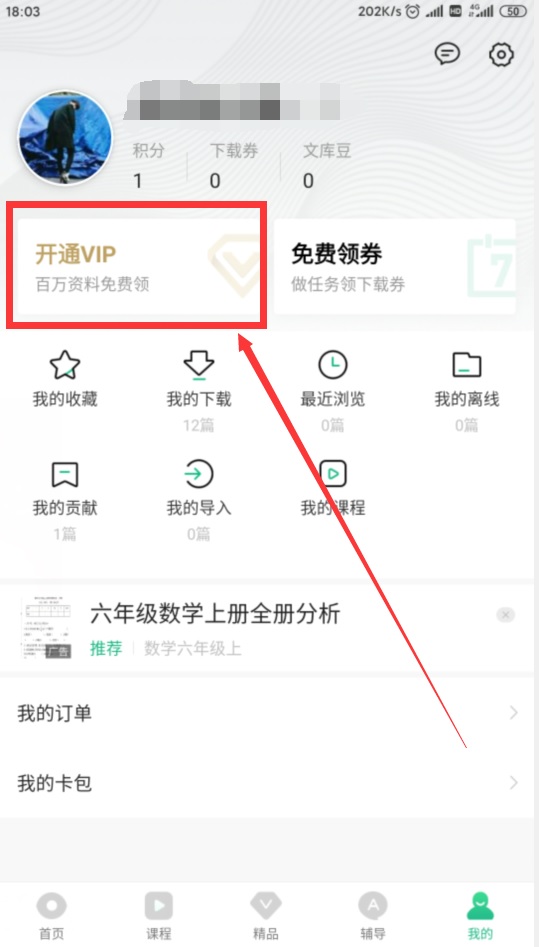 18:03
202K/s HD 4G 50
积分 下载券 文库豆
1 0 0
开通VIP
百万资料免费领
免费领券
做任务领下载券
7
我的收藏 我的下载 最近浏览 我的离线
12篇 0篇 0篇
我的贡献 我的导入 我的课程
1篇 0篇
六年级数学上册全册分析
广告
推荐 数学六年级上
我的订单
我的卡包
首页 课程 精品 辅导 我的